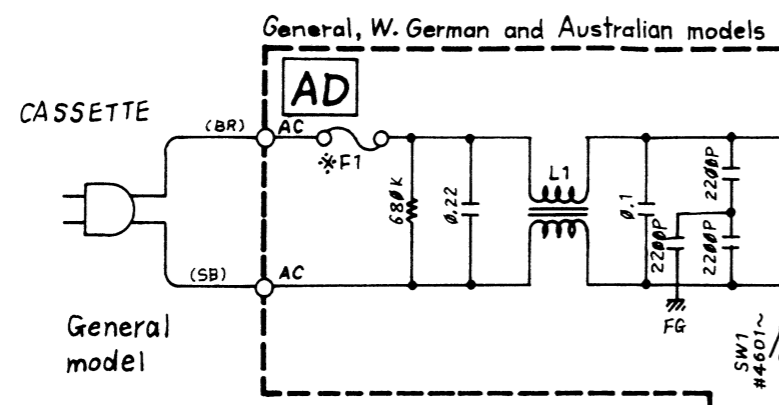 General, W. German and Australian models
AD
CASSETTE
(BR)
AC
※F1
680K
0.22
L1
0.1
2200P
2200P
2200P
FG
(SB)
AC
General
model
SW1
#4601~